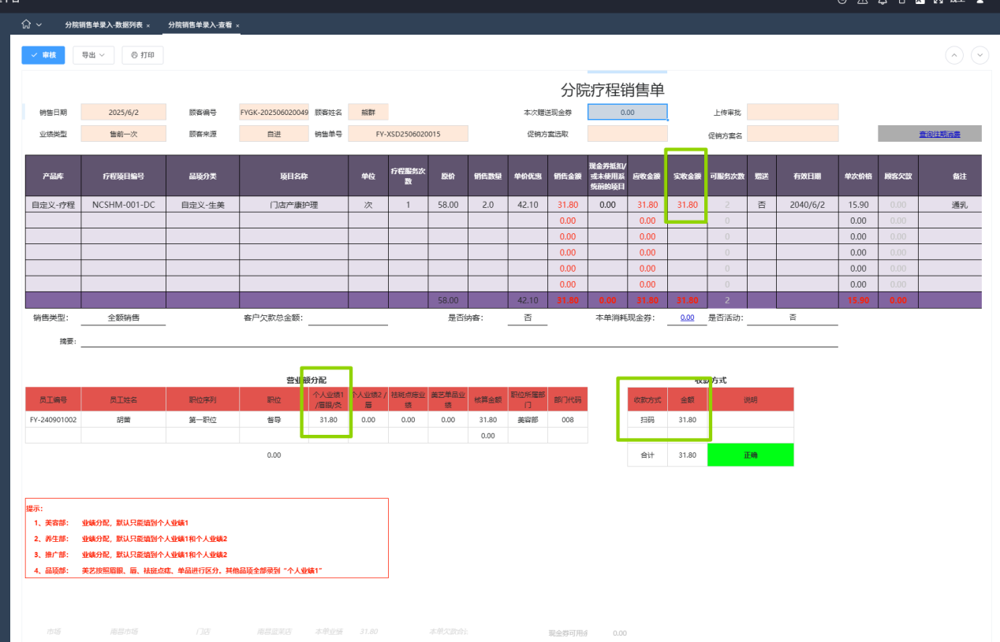 分院销售单录入-数据列表 × 分院销售单录入-查看 ×
审核 导出 打印
分院疗程销售单
销售日期 2025/6/2 顾客编号 FYGK-202506020049 顾客姓名 熊群 本次赠送现金券 0.00 上传审批
业绩类型 售前一次 顾客来源 自进 销售单号 FY-XSD2506020015 促销方案选取 促销方案名 查询往期消费
产品库 疗程项目编号 品项分类 项目名称 单位 疗程服务次数 原价 销售数量 单价优惠 销售金额 现金券抵扣/或未使用系统前的项目 应收金额 实收金额 可服务次数 赠送 有效日期 单次价格 顾客欠款 备注
自定义-疗程 NCSHM-001-DC 自定义-生美 门店产康护理 次 1 58.00 2.0 42.10 31.80 0.00 31.80 31.80 2 否 2040/6/2 15.90 0.00 通乳
0.00 0.00 0 0.00 0.00
0.00 0.00 0 0.00 0.00
0.00 0.00 0 0.00 0.00
0.00 0.00 0 0.00 0.00
0.00 0.00 0 0.00 0.00
58.00 42.10 31.80 0.00 31.80 31.80 2 15.90 0.00
销售类型: 全额销售 客户欠款总金额: 是否纳客: 否 本单消耗现金券: 0.00 是否活动: 否
摘要:
营业额分配 收款方式
员工编号 员工姓名 职位序列 职位 个人业绩1/眉眼/灸 个人业绩2/唇 祛斑点痣业绩 美艺单品业绩 核算金额 职位所属部门 部门代码 收款方式 金额 说明
FY-240901002 胡蕾 第一职位 督导 31.80 0.00 0.00 0.00 31.80 美容部 008 扫码 31.80
0.00
0.00 合计 31.80 正确
提示:
1、美容部: 业绩分配，默认只能填到个人业绩1
2、养生部: 业绩分配，默认只能填到个人业绩1和个人业绩2
3、推广部: 业绩分配，默认只能填到个人业绩1和个人业绩2
4、品项部: 美艺按照眉眼、唇、祛斑点痣、单品进行区分。其他品项全部录到“个人业绩1”
市场 南昌市场 门店 本单业绩 31.80 本单欠款合计 现金券可用 0.00